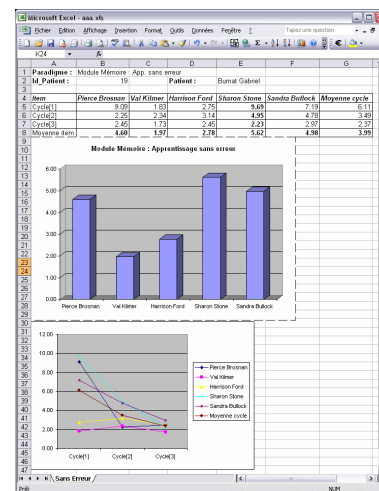 Microsoft Excel - aaa.xls
Fichier Edition Affichage Insertion Format Outils Données Fenêtre ? Tapez une question
K24
A B C D E F G
1 Paradigme : Module Mémoire : App. sans erreur
2 Id_Patient : 19 Patient : Burnat Gabriel
3
4 Item Pierce Brosnan Val Kilmer Harrison Ford Sharon Stone Sandra Bullock Moyenne cycle
5 Cycle[1] 9.09 1.83 2.75 9.69 7.19 6.11
6 Cycle[2] 2.25 2.34 3.14 4.95 4.78 3.49
7 Cycle[3] 2.45 1.73 2.45 2.23 2.97 2.37
8 Moyenne item 4.60 1.97 2.78 5.62 4.98 3.99
Module Mémoire : Apprentissage sans erreur
6.00
5.00
4.00
3.00
2.00
1.00
0.00
Pierce Brosnan Val Kilmer Harrison Ford Sharon Stone Sandra Bullock
12.00
10.00
8.00
6.00
4.00
2.00
0.00
Cycle[1] Cycle[2] Cycle[3]
Pierce Brosnan
Val Kilmer
Harrison Ford
Sharon Stone
Sandra Bullock
Moyenne cycle
Sans Erreur
Prêt NUM